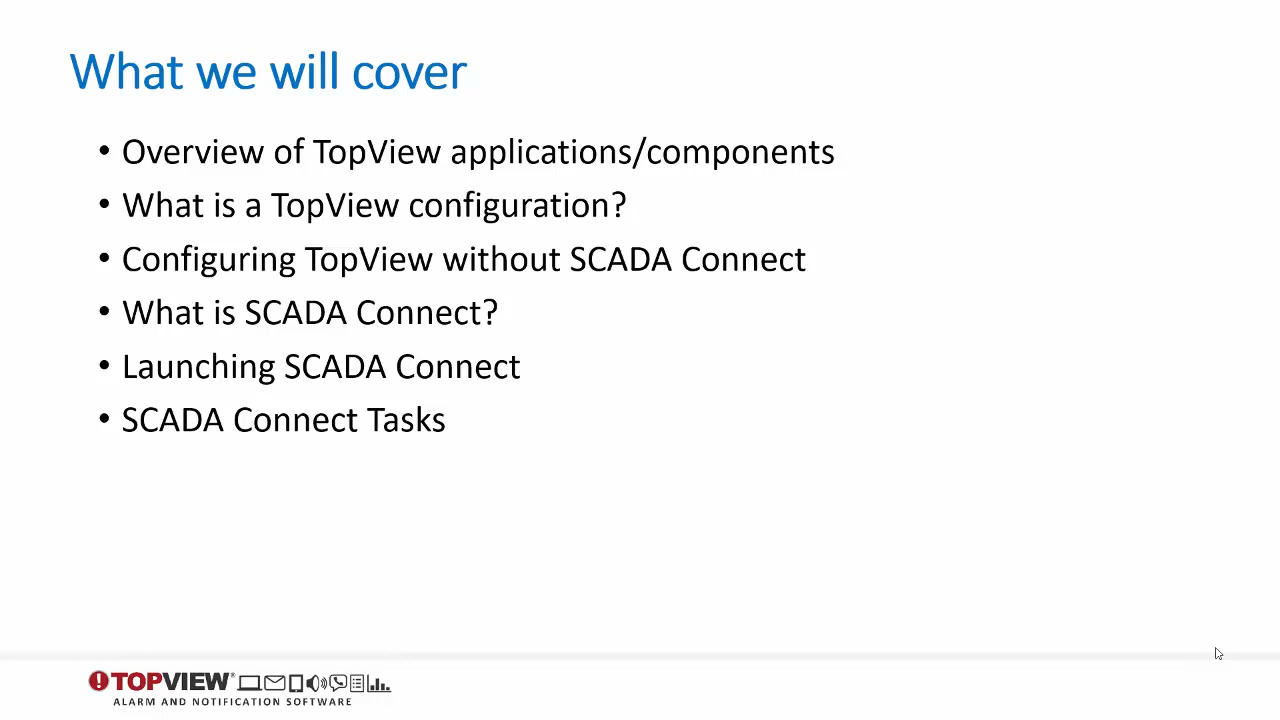 What we will cover
• Overview of TopView applications/components
• What is a TopView configuration?
• Configuring TopView without SCADA Connect
• What is SCADA Connect?
• Launching SCADA Connect
• SCADA Connect Tasks
TOPVIEW®
ALARM AND NOTIFICATION SOFTWARE